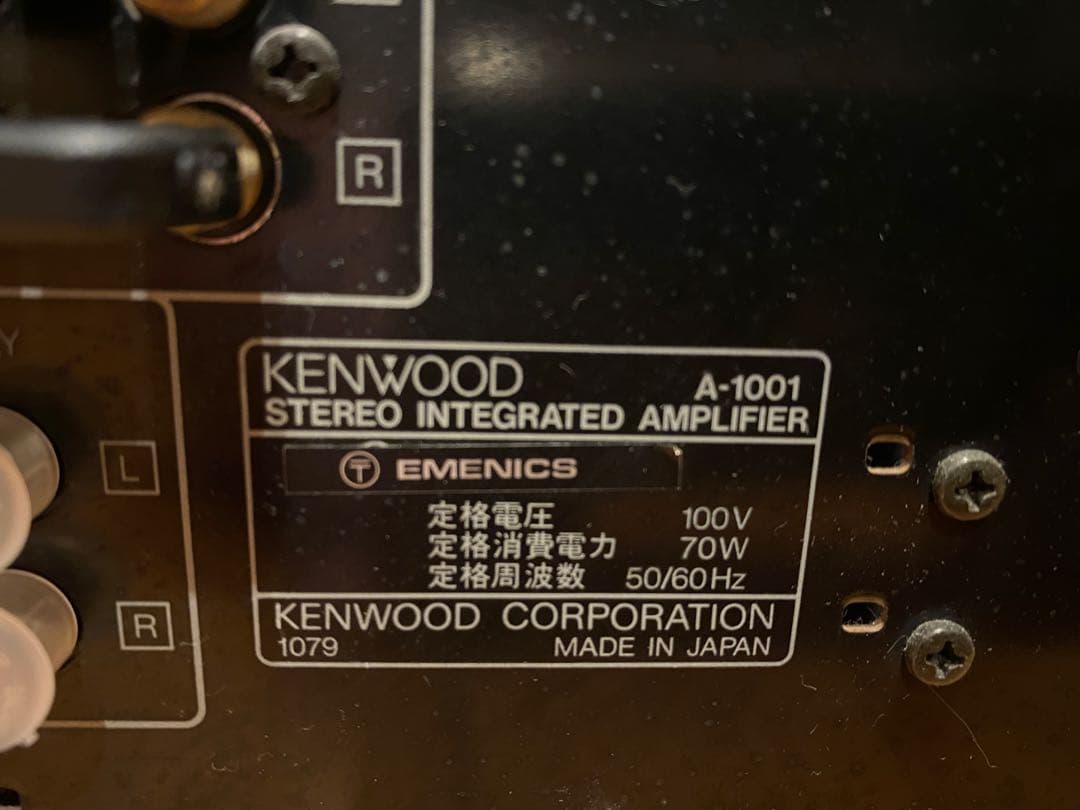 R
Y
KENWOOD
A-1001
STEREO INTEGRATED AMPLIFIER
〒 EMENICS
L
定格電圧 100V
定格消費電力 70W
定格周波数 50/60Hz
R
KENWOOD CORPORATION
1079 MADE IN JAPAN